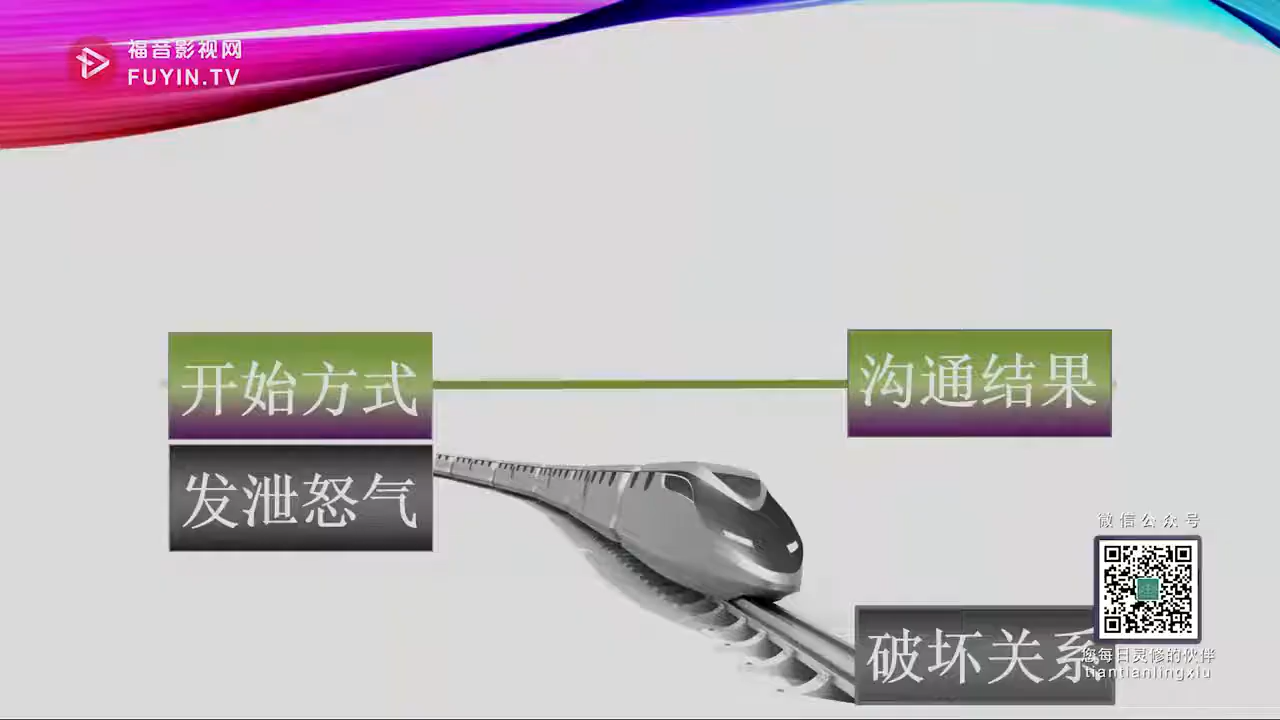 福音影视网
FUYIN.TV
开始方式
沟通结果
发泄怒气
微信公众号
破坏关系
您每日灵修的伙伴
tiantianlingxiu